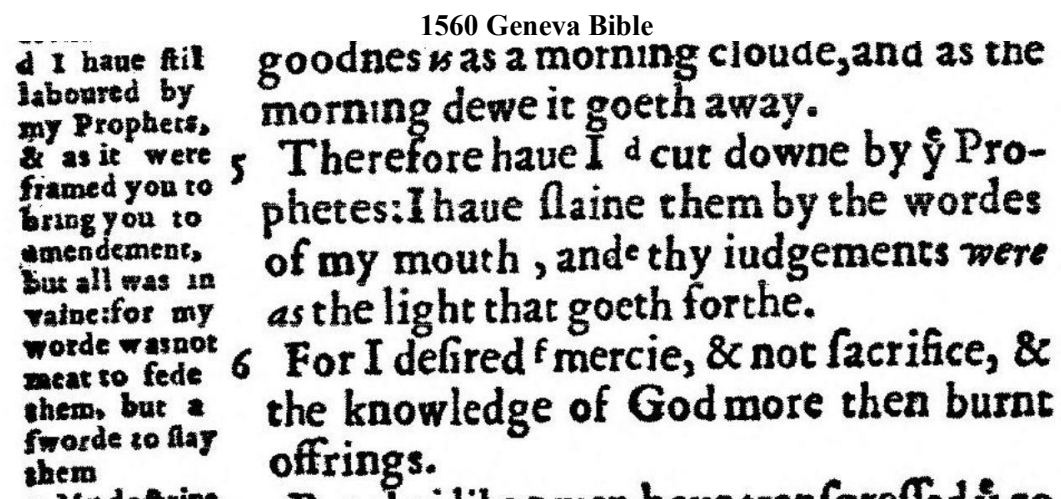 1560 Geneva Bible
d I haue ſtil
laboured by
my Prophets,
& as it were
framed you to
bring you to
amendement,
but all was in
vaine:for my
worde was not
meat to fede
them, but a
ſworde to ſlay
them
goodnes is as a morning cloude, and as the
morning dewe it goeth away.
5 Therefore haue I d cut downe by yͤ Pro-
phetes: I haue ſlaine them by the wordes
of my mouth , and e thy iudgements were
as the light that goeth forthe.
6 For I deſired f mercie, & not ſacrifice, &
the knowledge of God more then burnt
offrings.